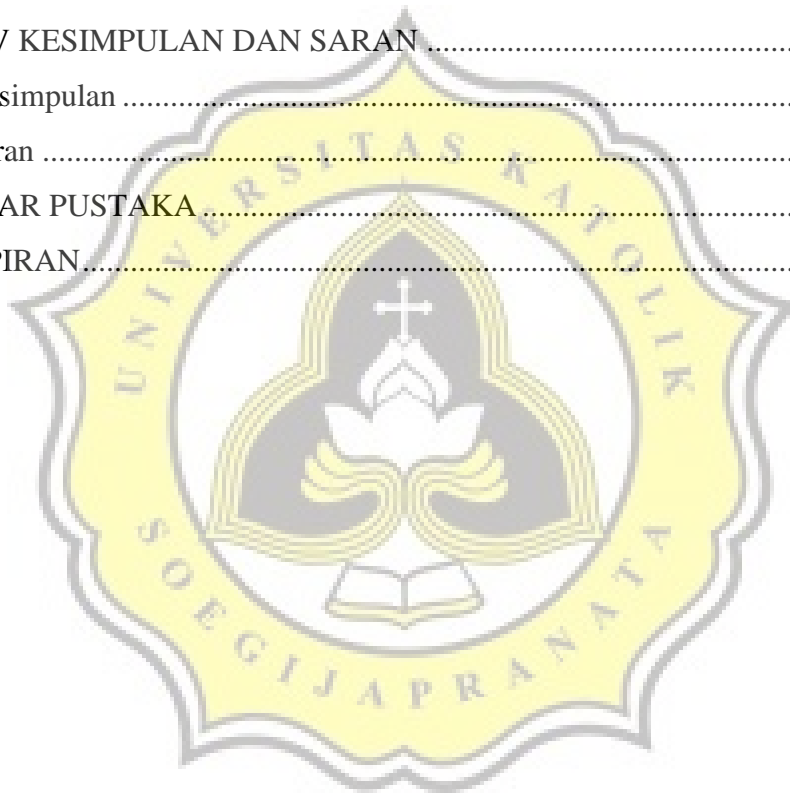 V KESIMPULAN DAN SARAN ........................................
simpulan ........................................
ran ........................................
AR PUSTAKA ........................................
PIRAN ........................................
UNIVERSITAS KATOLIK
SOEGIJAPRANATA